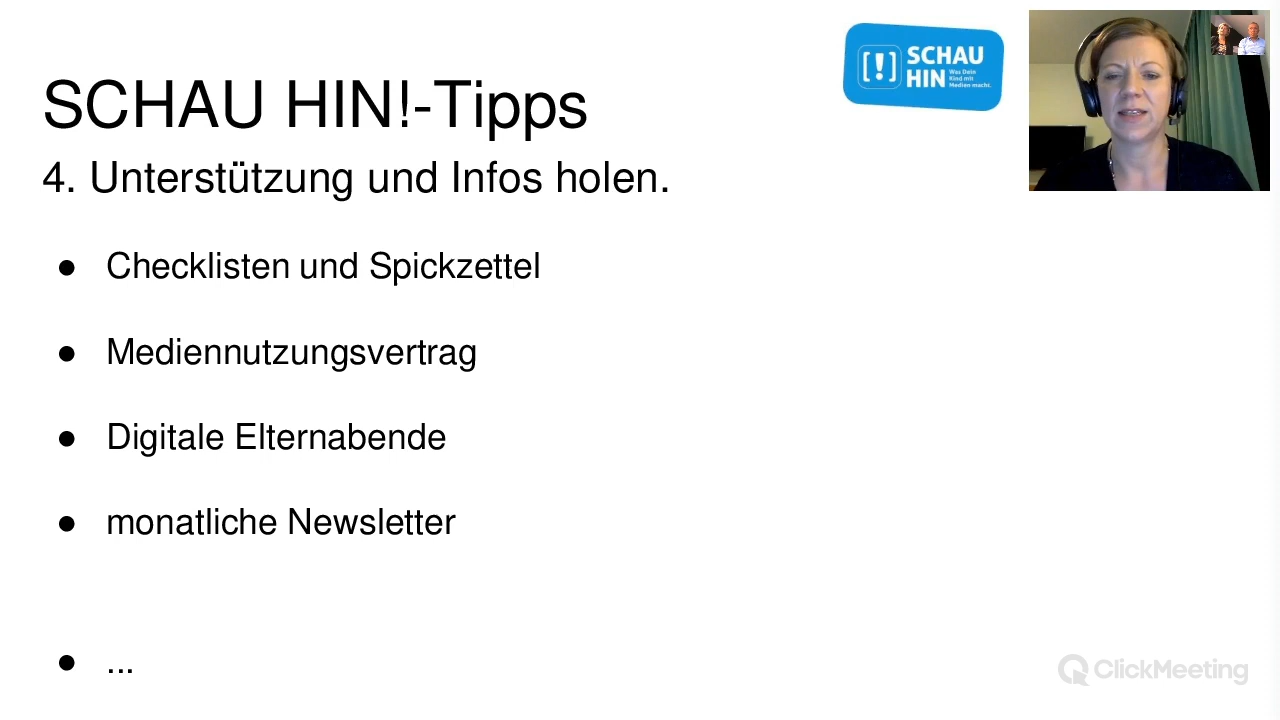 SCHAU HIN!-Tipps
4. Unterstützung und Infos holen.
● Checklisten und Spickzettel
● Mediennutzungsvertrag
● Digitale Elternabende
● monatliche Newsletter
● ...
[!] SCHAU
HIN
Was Dein
Kind mit
Medien macht.
ClickMeeting